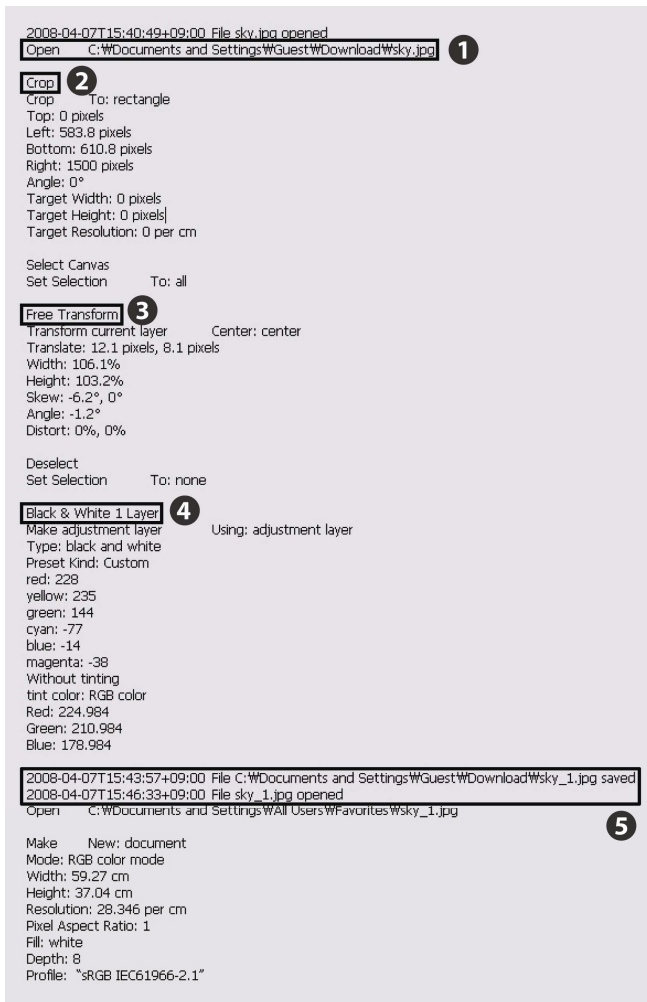 2008-04-07T15:40:49+09:00 File sky.jpg opened
Open C:₩Documents and Settings₩Guest₩Download₩sky.jpg ❶
Crop ❷
Crop To: rectangle
Top: 0 pixels
Left: 583.8 pixels
Bottom: 610.8 pixels
Right: 1500 pixels
Angle: 0°
Target Width: 0 pixels
Target Height: 0 pixels
Target Resolution: 0 per cm
Select Canvas
Set Selection To: all
Free Transform ❸
Transform current layer Center: center
Translate: 12.1 pixels, 8.1 pixels
Width: 106.1%
Height: 103.2%
Skew: -6.2°, 0°
Angle: -1.2°
Distort: 0%, 0%
Deselect
Set Selection To: none
Black & White 1 Layer ❹
Make adjustment layer Using: adjustment layer
Type: black and white
Preset Kind: Custom
red: 228
yellow: 235
green: 144
cyan: -77
blue: -14
magenta: -38
Without tinting
tint color: RGB color
Red: 224.984
Green: 210.984
Blue: 178.984
2008-04-07T15:43:57+09:00 File C:₩Documents and Settings₩Guest₩Download₩sky_1.jpg saved
2008-04-07T15:46:33+09:00 File sky_1.jpg opened
Open C:₩Documents and Settings₩All Users₩Favorites₩sky_1.jpg
❺
Make New: document
Mode: RGB color mode
Width: 59.27 cm
Height: 37.04 cm
Resolution: 28.346 per cm
Pixel Aspect Ratio: 1
Fill: white
Depth: 8
Profile: “sRGB IEC61966-2.1”